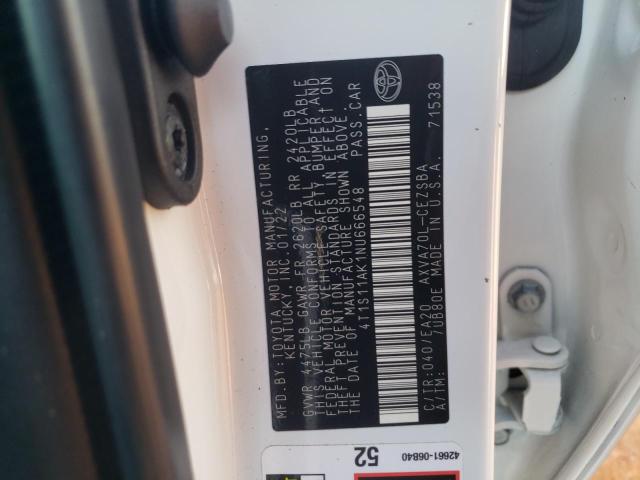 MFD.BY:TOYOTA MOTOR MANUFACTURING,
KENTUCKY, INC. 01/22
GVWR 4475LB GAWR FR 2620LB RR 2420LB
THIS VEHICLE CONFORMS TO ALL APPLICABLE
FEDERAL MOTOR VEHICLE SAFETY, BUMPER, AND
THEFT PREVENTION STANDARDS IN EFFECT ON
THE DATE OF MANUFACTURE SHOWN ABOVE.
4T1S11AK1NU666548 PASS.CAR
C/TR:040/EA20 AXVA70L-CEZSBA
A/TM: /UB80E MADE IN U.S.A. 71538
52
42661-06B40